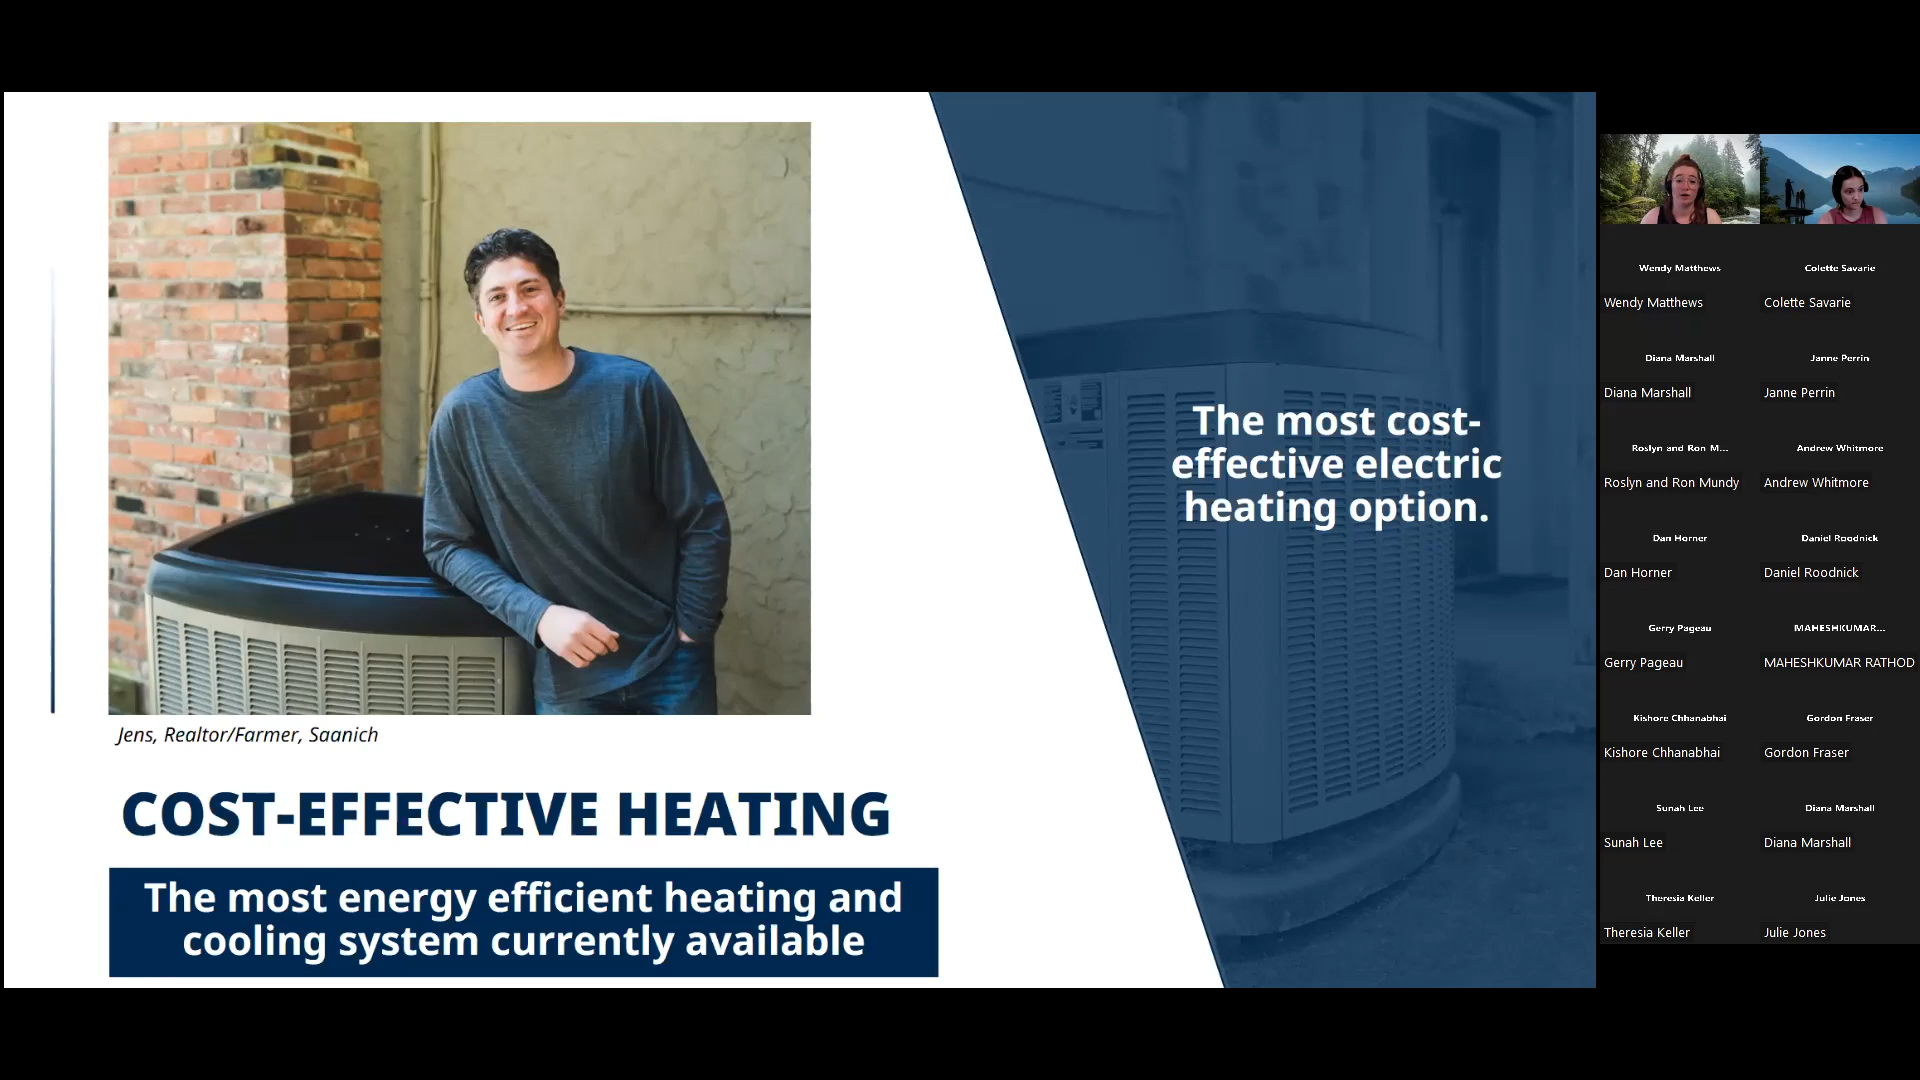 The most cost-
effective electric
heating option.
Jens, Realtor/Farmer, Saanich
COST-EFFECTIVE HEATING
The most energy efficient heating and
cooling system currently available
Wendy Matthews
Colette Savarie
Wendy Matthews
Colette Savarie
Diana Marshall
Janne Perrin
Diana Marshall
Janne Perrin
Roslyn and Ron M...
Andrew Whitmore
Roslyn and Ron Mundy
Andrew Whitmore
Dan Horner
Daniel Roodnick
Dan Horner
Daniel Roodnick
Gerry Pageau
MAHESHKUMAR...
Gerry Pageau
MAHESHKUMAR RATHOD
Kishore Chhanabhai
Gordon Fraser
Kishore Chhanabhai
Gordon Fraser
Sunah Lee
Diana Marshall
Sunah Lee
Diana Marshall
Theresia Keller
Julie Jones
Theresia Keller
Julie Jones